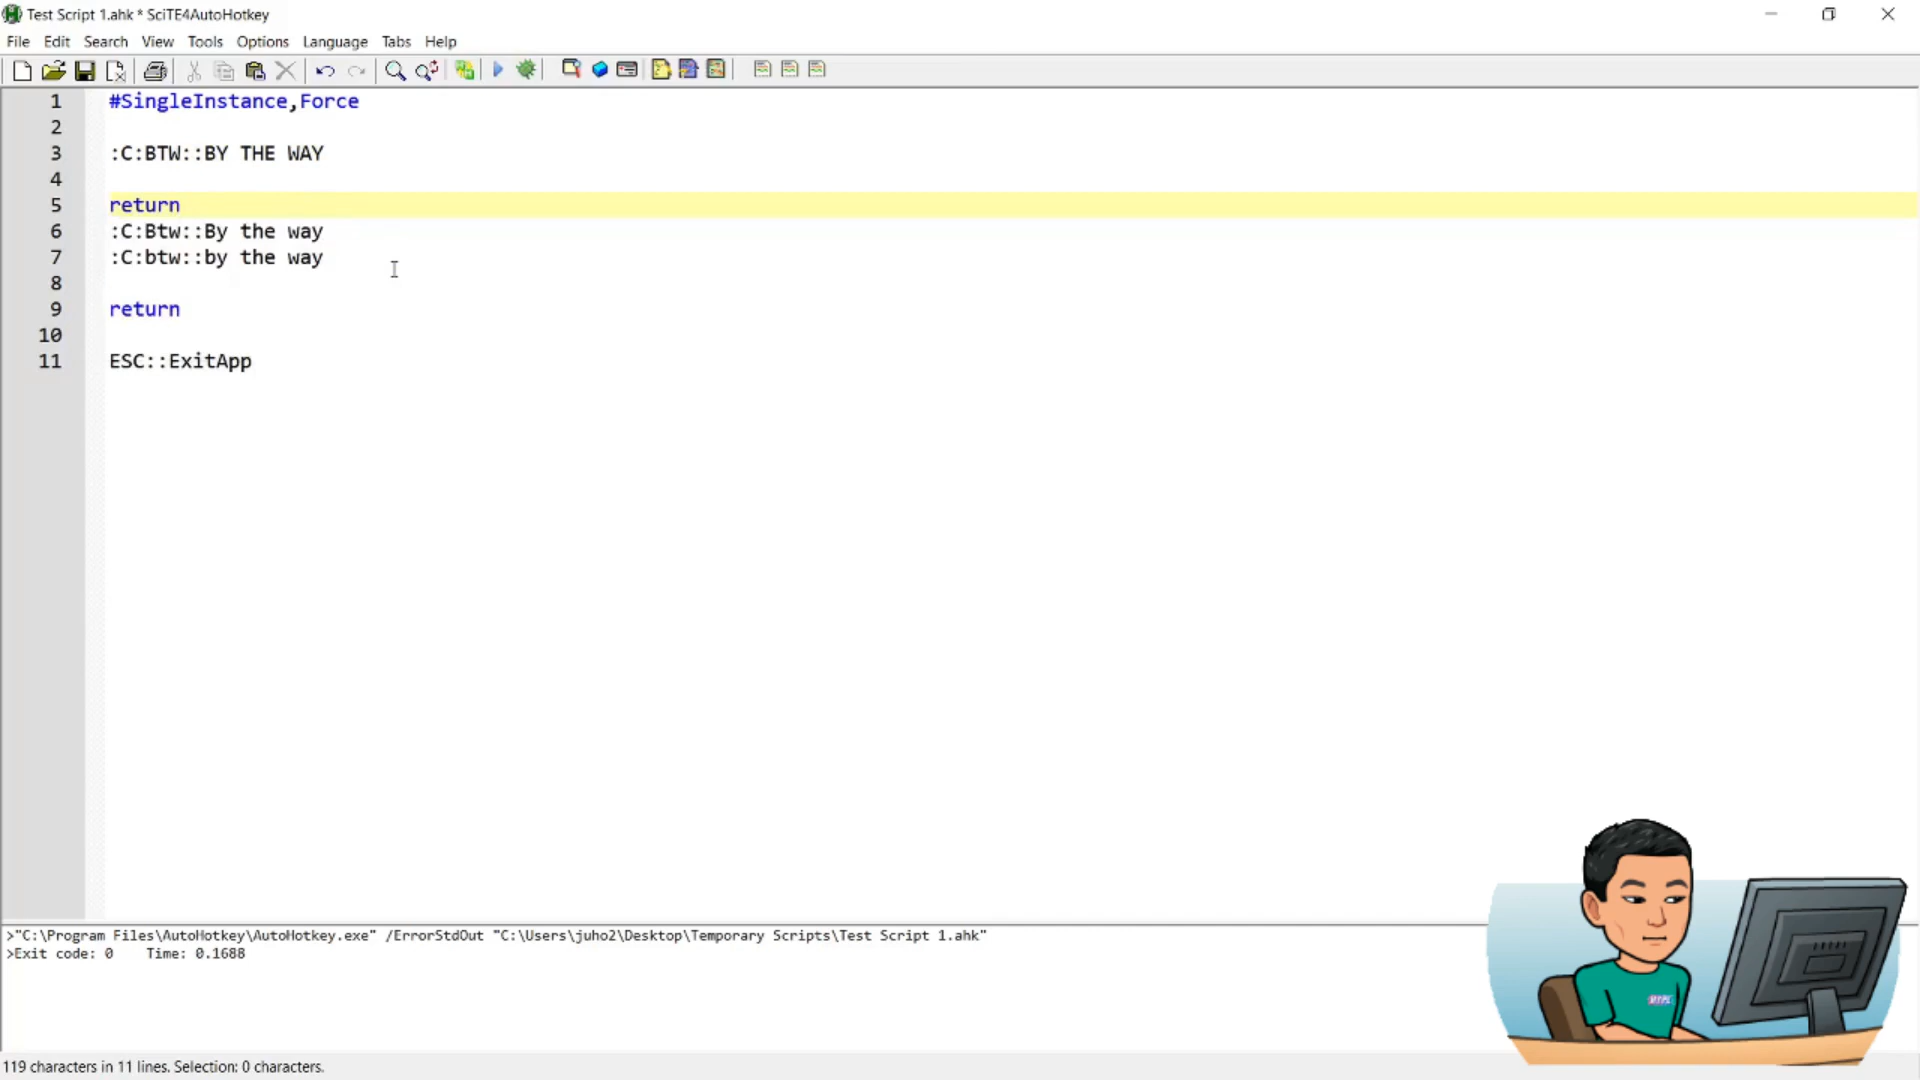 Test Script 1.ahk * SciTE4AutoHotkey
File Edit Search View Tools Options Language Tabs Help
1 #SingleInstance,Force
2
3 :C:BTW::BY THE WAY
4
5 return
6 :C:Btw::By the way
7 :C:btw::by the way
8
9 return
10
11 ESC::ExitApp
>"C:\Program Files\AutoHotkey\AutoHotkey.exe" /ErrorStdOut "C:\Users\juho2\Desktop\Temporary Scripts\Test Script 1.ahk"
>Exit code: 0    Time: 0.1688
119 characters in 11 lines. Selection: 0 characters.